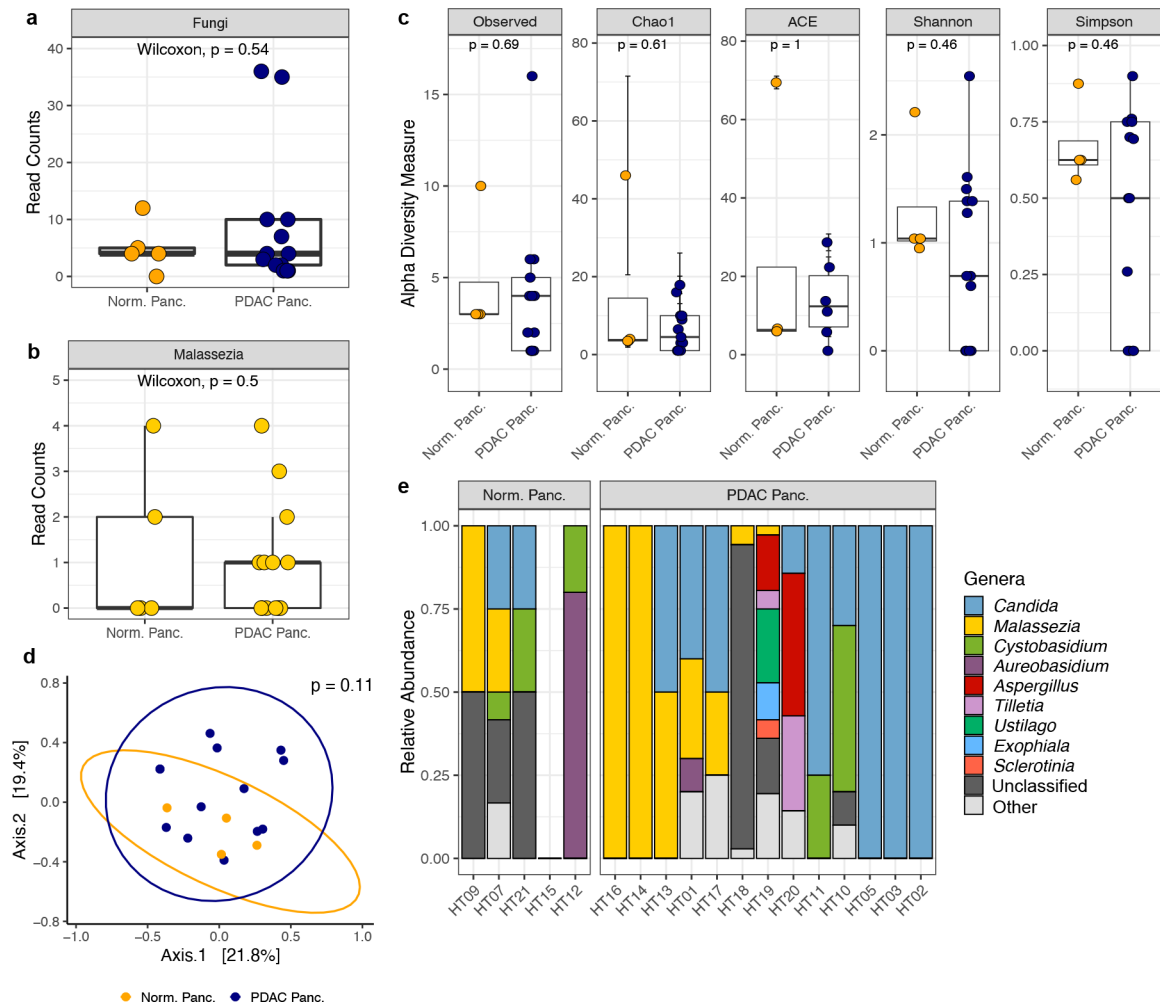 a
Fungi
Wilcoxon, p = 0.54
Read Counts
40
30
20
10
0
Norm. Panc.
PDAC Panc.
b
Malassezia
Wilcoxon, p = 0.5
Read Counts
5
4
3
2
1
0
Norm. Panc.
PDAC Panc.
c
Alpha Diversity Measure
Observed
p = 0.69
15
10
5
0
Norm. Panc.
PDAC Panc.
Chao1
p = 0.61
80
60
40
20
0
Norm. Panc.
PDAC Panc.
ACE
p = 1
80
60
40
20
0
Norm. Panc.
PDAC Panc.
Shannon
p = 0.46
2
1
0
Norm. Panc.
PDAC Panc.
Simpson
p = 0.46
1.00
0.75
0.50
0.25
0.00
Norm. Panc.
PDAC Panc.
d
p = 0.11
Axis.2 [19.4%]
0.8
0.4
0.0
−0.4
−0.8
−1.0
−0.5
0.0
0.5
1.0
Axis.1 [21.8%]
Norm. Panc.
PDAC Panc.
e
Norm. Panc.
PDAC Panc.
Relative Abundance
1.00
0.75
0.50
0.25
0.00
HT09
HT07
HT21
HT15
HT12
HT16
HT14
HT13
HT01
HT17
HT18
HT19
HT20
HT11
HT10
HT05
HT03
HT02
Genera
Candida
Malassezia
Cystobasidium
Aureobasidium
Aspergillus
Tilletia
Ustilago
Exophiala
Sclerotinia
Unclassified
Other